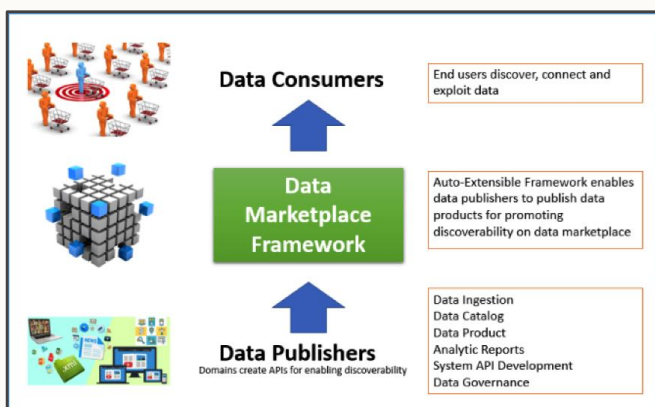 Data Consumers
End users discover, connect and
exploit data
Data
Marketplace
Framework
Auto-Extensible Framework enables
data publishers to publish data
products for promoting
discoverability on data marketplace
Data Publishers
Domains create APIs for enabling discoverability
Data Ingestion
Data Catalog
Data Product
Analytic Reports
System API Development
Data Governance
NEWS